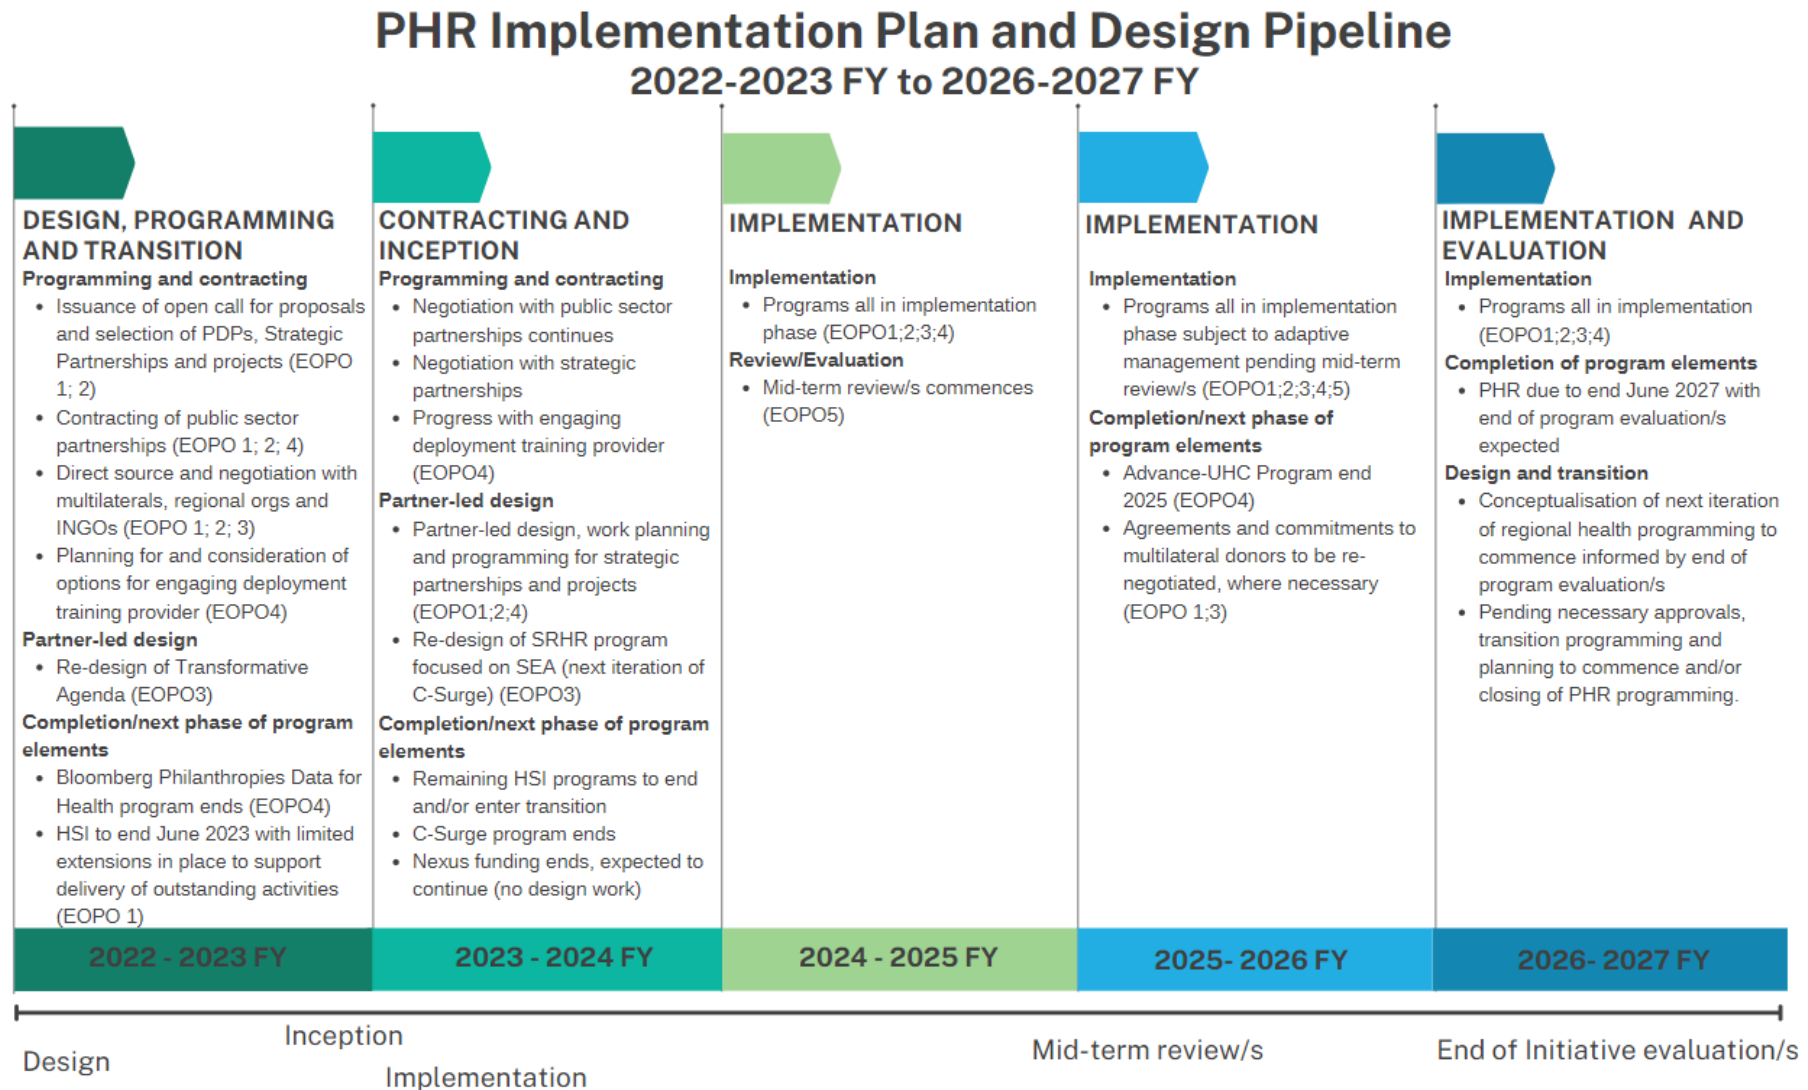 PHR Implementation Plan and Design Pipeline
2022-2023 FY to 2026-2027 FY
DESIGN, PROGRAMMING
AND TRANSITION
Programming and contracting
• Issuance of open call for proposals
and selection of PDPs, Strategic
Partnerships and projects (EOPO
1; 2)
• Contracting of public sector
partnerships (EOPO 1; 2; 4)
• Direct source and negotiation with
multilaterals, regional orgs and
INGOs (EOPO 1; 2; 3)
• Planning for and consideration of
options for engaging deployment
training provider (EOPO4)
Partner-led design
• Re-design of Transformative
Agenda (EOPO3)
Completion/next phase of program
elements
• Bloomberg Philanthropies Data for
Health program ends (EOPO4)
• HSI to end June 2023 with limited
extensions in place to support
delivery of outstanding activities
(EOPO 1)
2022 - 2023 FY
CONTRACTING AND
INCEPTION
Programming and contracting
• Negotiation with public sector
partnerships continues
• Negotiation with strategic
partnerships
• Progress with engaging
deployment training provider
(EOPO4)
Partner-led design
• Partner-led design, work planning
and programming for strategic
partnerships and projects
(EOPO1;2;4)
• Re-design of SRHR program
focused on SEA (next iteration of
C-Surge) (EOPO3)
Completion/next phase of program
elements
• Remaining HSI programs to end
and/or enter transition
• C-Surge program ends
• Nexus funding ends, expected to
continue (no design work)
2023 - 2024 FY
IMPLEMENTATION
Implementation
• Programs all in implementation
phase (EOPO1;2;3;4)
Review/Evaluation
• Mid-term review/s commences
(EOPO5)
2024 - 2025 FY
IMPLEMENTATION
Implementation
• Programs all in implementation
phase subject to adaptive
management pending mid-term
review/s (EOPO1;2;3;4;5)
Completion/next phase of
program elements
• Advance-UHC Program end
2025 (EOPO4)
• Agreements and commitments to
multilateral donors to be re-
negotiated, where necessary
(EOPO 1;3)
2025- 2026 FY
IMPLEMENTATION AND
EVALUATION
Implementation
• Programs all in implementation
(EOPO1;2;3;4)
Completion of program elements
• PHR due to end June 2027 with
end of program evaluation/s
expected
Design and transition
• Conceptualisation of next iteration
of regional health programming to
commence informed by end of
program evaluation/s
• Pending necessary approvals,
transition programming and
planning to commence and/or
closing of PHR programming.
2026- 2027 FY
Design
Inception
Implementation
Mid-term review/s
End of Initiative evaluation/s